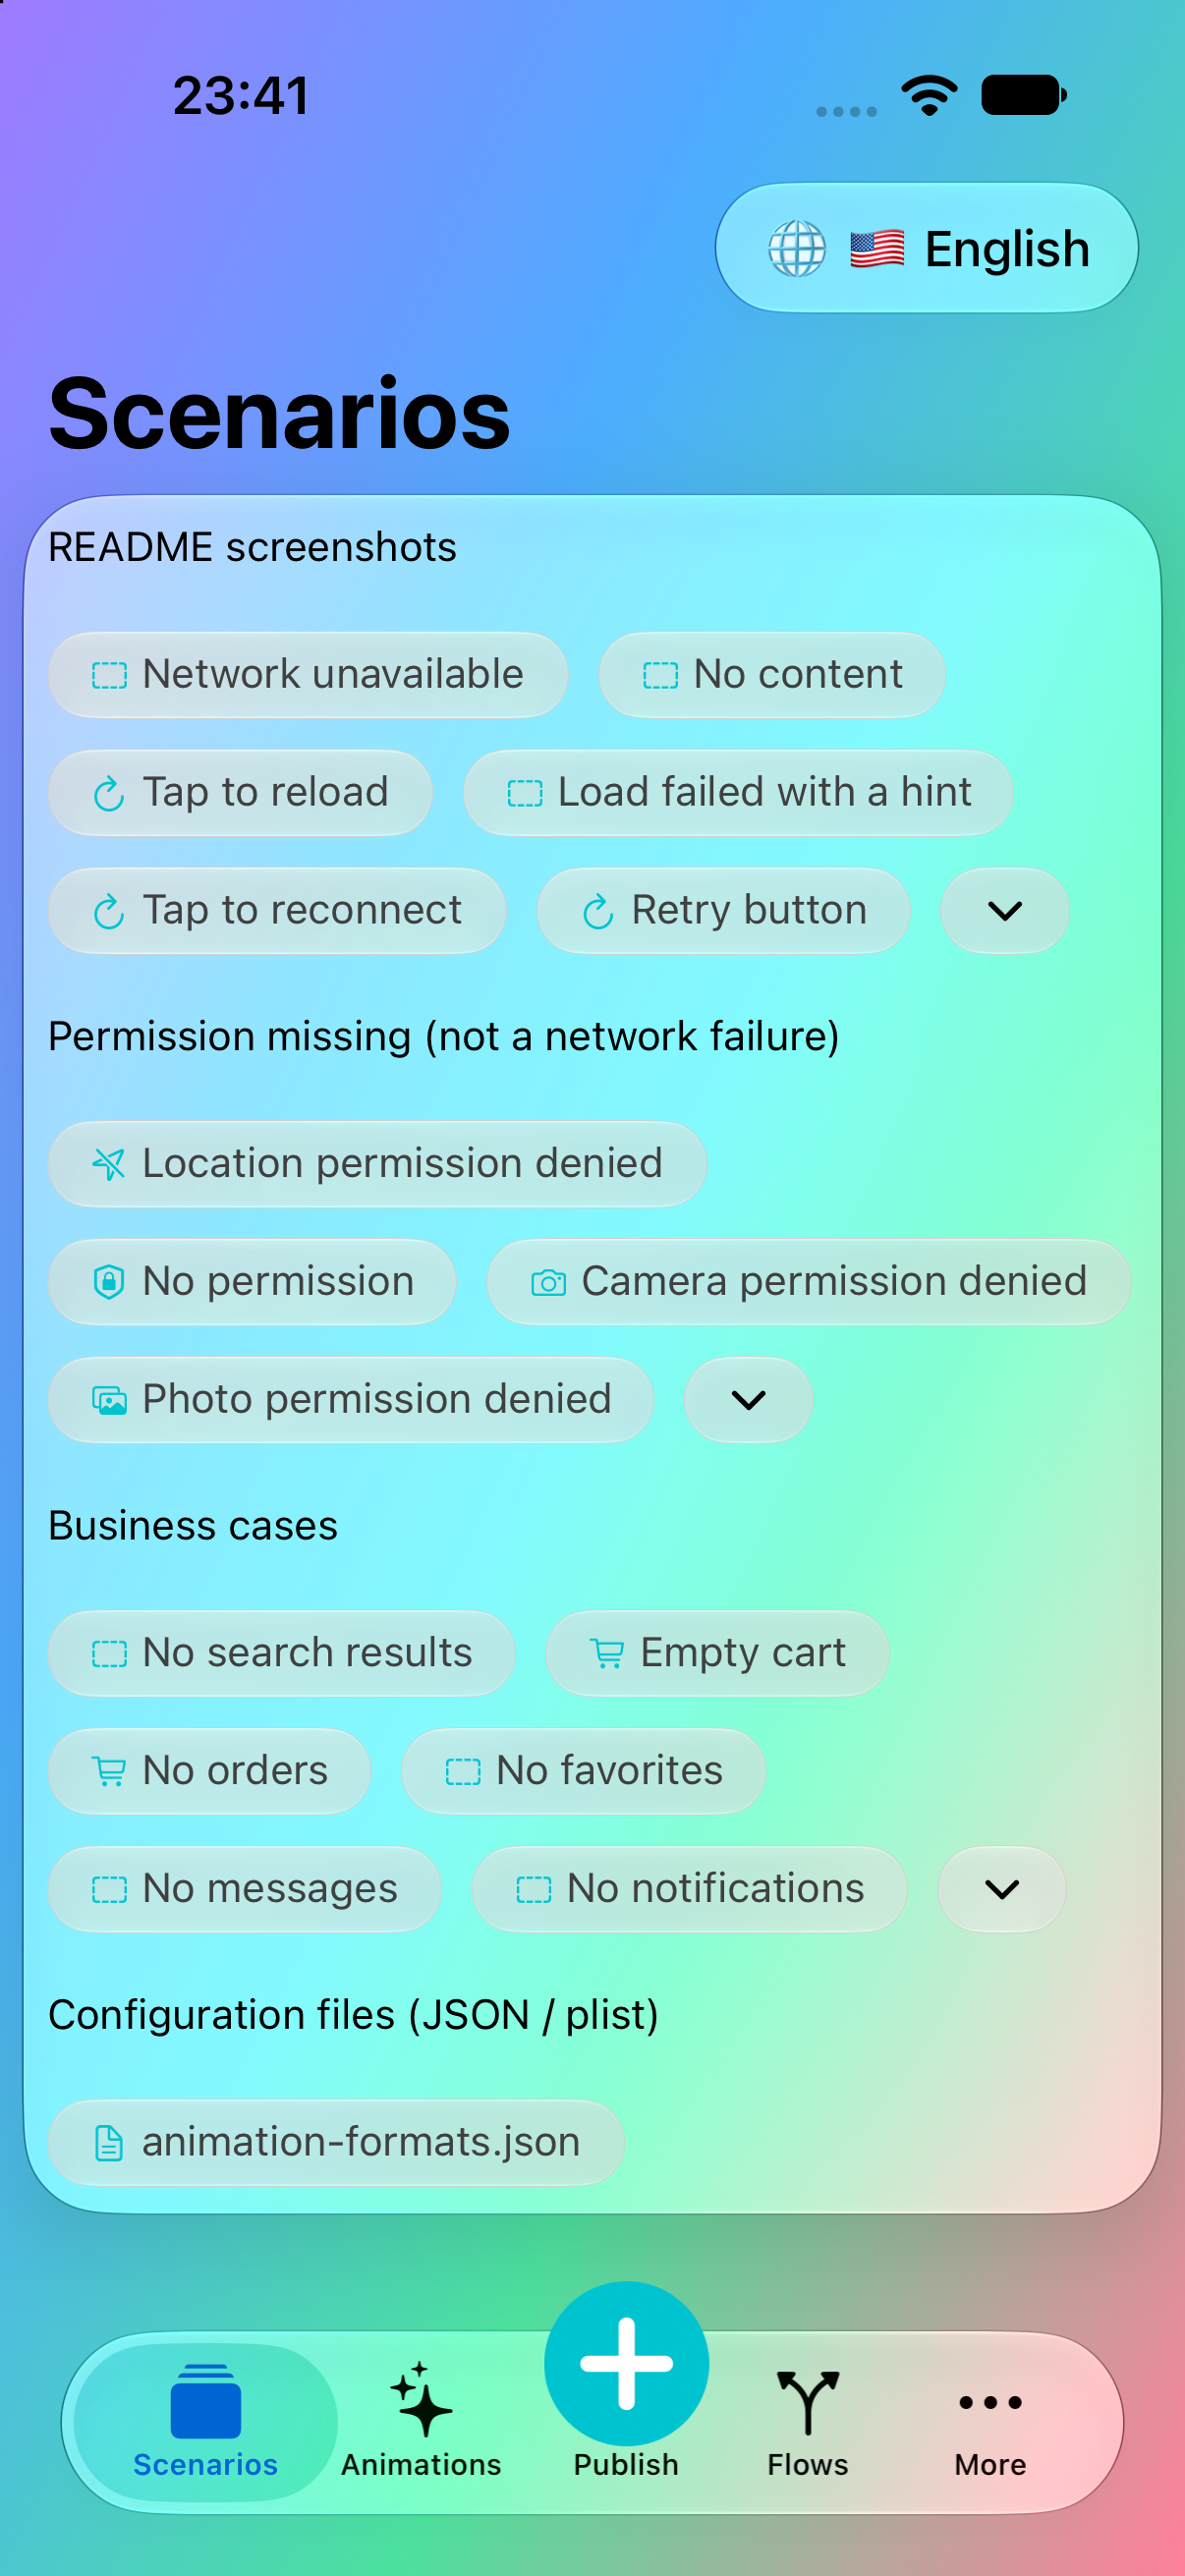 23:41
English
Scenarios
README screenshots
Network unavailable
No content
Tap to reload
Load failed with a hint
Tap to reconnect
Retry button
Permission missing (not a network failure)
Location permission denied
No permission
Camera permission denied
Photo permission denied
Business cases
No search results
Empty cart
No orders
No favorites
No messages
No notifications
Configuration files (JSON / plist)
animation-formats.json
Scenarios
Animations
Publish
Flows
More